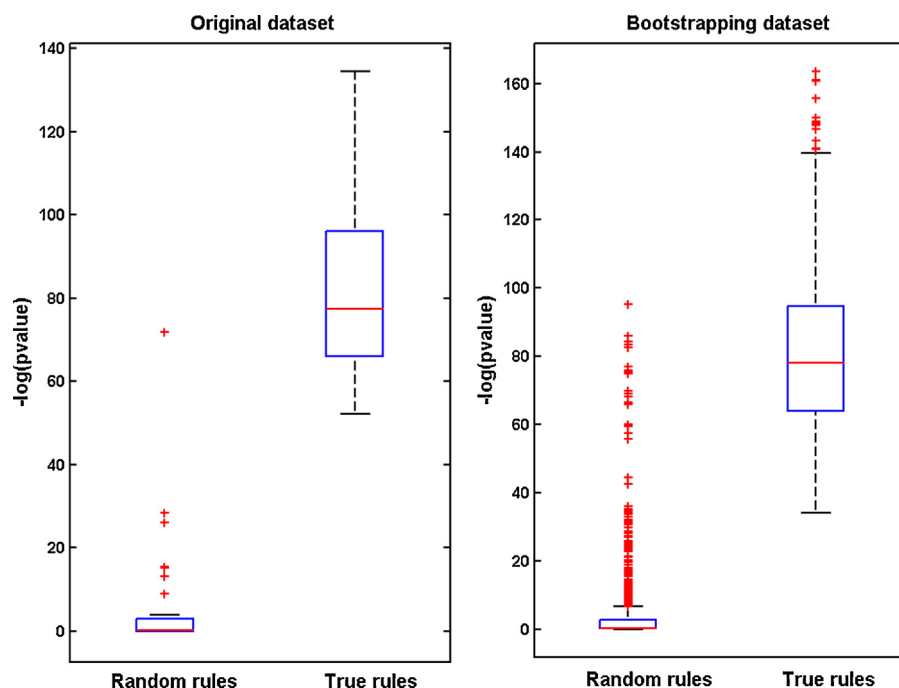 Original dataset
140
120
100
80
60
40
20
0
-log(pvalue)
Random rules
True rules
Bootstrapping dataset
160
140
120
100
80
60
40
20
0
-log(pvalue)
Random rules
True rules